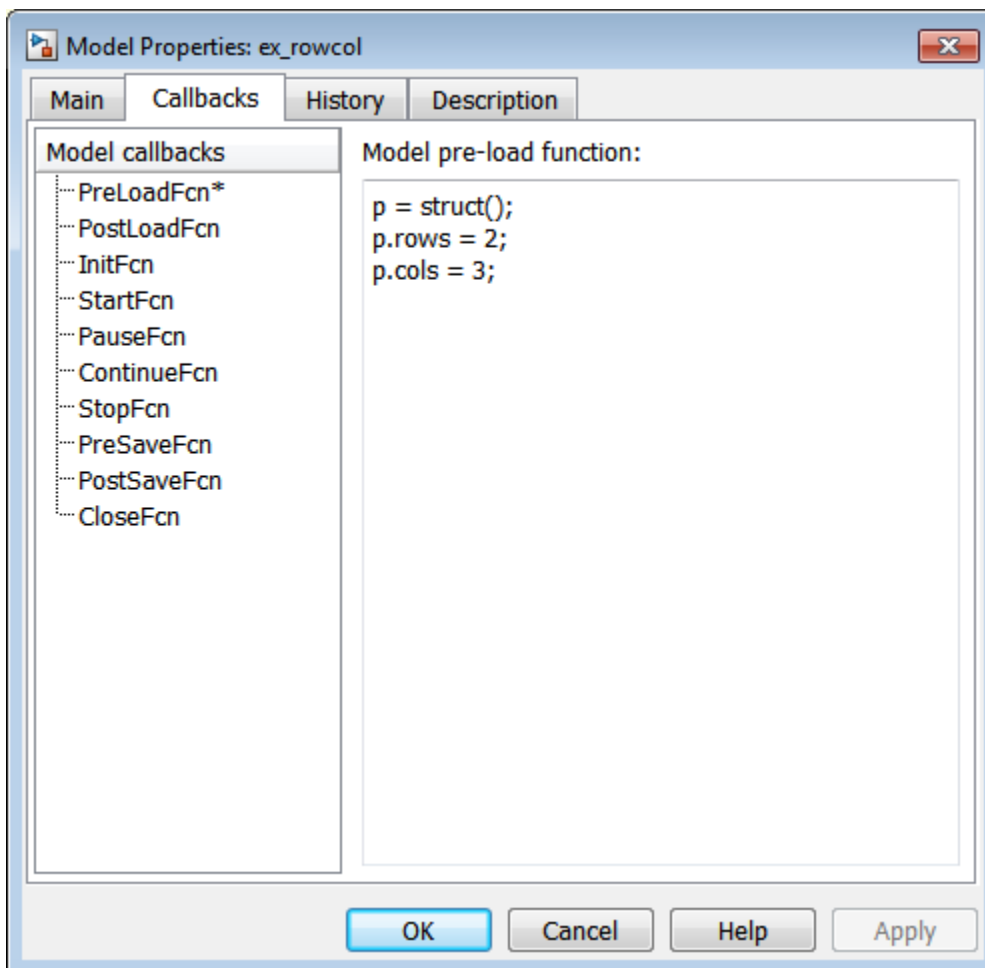 Model Properties: ex_rowcol
Main Callbacks History Description
Model callbacks
PreLoadFcn*
PostLoadFcn
InitFcn
StartFcn
PauseFcn
ContinueFcn
StopFcn
PreSaveFcn
PostSaveFcn
CloseFcn
Model pre-load function:
p = struct();
p.rows = 2;
p.cols = 3;
OK Cancel Help Apply